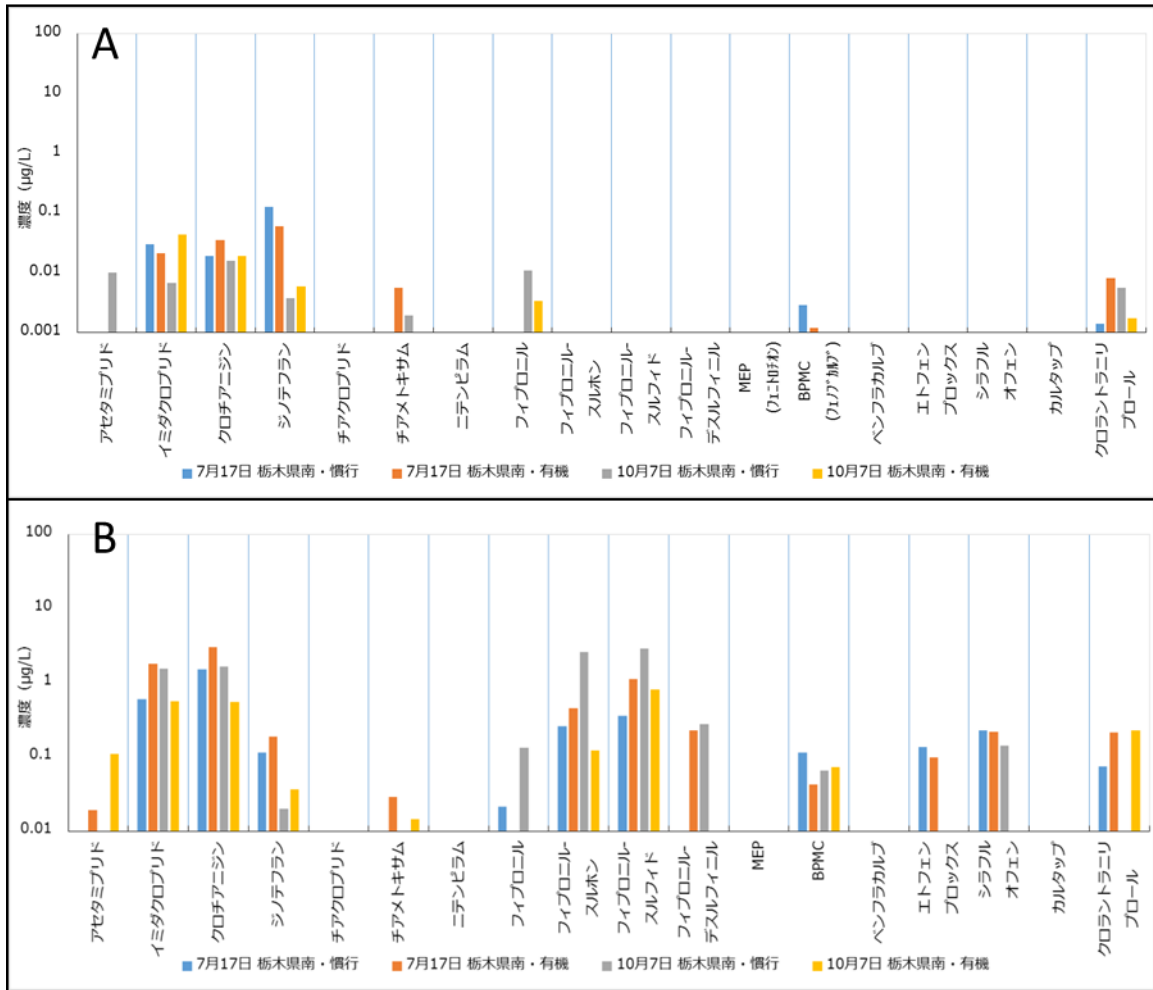 A
100
10
1
0.1
0.01
0.001
濃度（μg/L）
アセタミプリド
イミダクロプリド
クロチアニジン
ジノテフラン
チアクロプリド
チアメトキサム
ニテンピラム
フィプロニル
フィプロニル-
スルホン
フィプロニル-
スルフィド
フィプロニル-
デスルフィニル
MEP
(ﾌｪﾆﾄﾛﾁｵﾝ)
BPMC
(ﾌｪﾉﾌﾞｶﾙﾌﾞ)
ベンフラカルブ
エトフェン
プロックス
シラフル
オフェン
カルタップ
クロラントラニリ
プロール
7月17日 栃木県南・慣行
7月17日 栃木県南・有機
10月7日 栃木県南・慣行
10月7日 栃木県南・有機
B
100
10
1
0.1
0.01
濃度（μg/L）
アセタミプリド
イミダクロプリド
クロチアニジン
ジノテフラン
チアクロプリド
チアメトキサム
ニテンピラム
フィプロニル
フィプロニル-
スルホン
フィプロニル-
スルフィド
フィプロニル-
デスルフィニル
MEP
BPMC
ベンフラカルブ
エトフェン
プロックス
シラフル
オフェン
カルタップ
クロラントラニリ
プロール
7月17日 栃木県南・慣行
7月17日 栃木県南・有機
10月7日 栃木県南・慣行
10月7日 栃木県南・有機